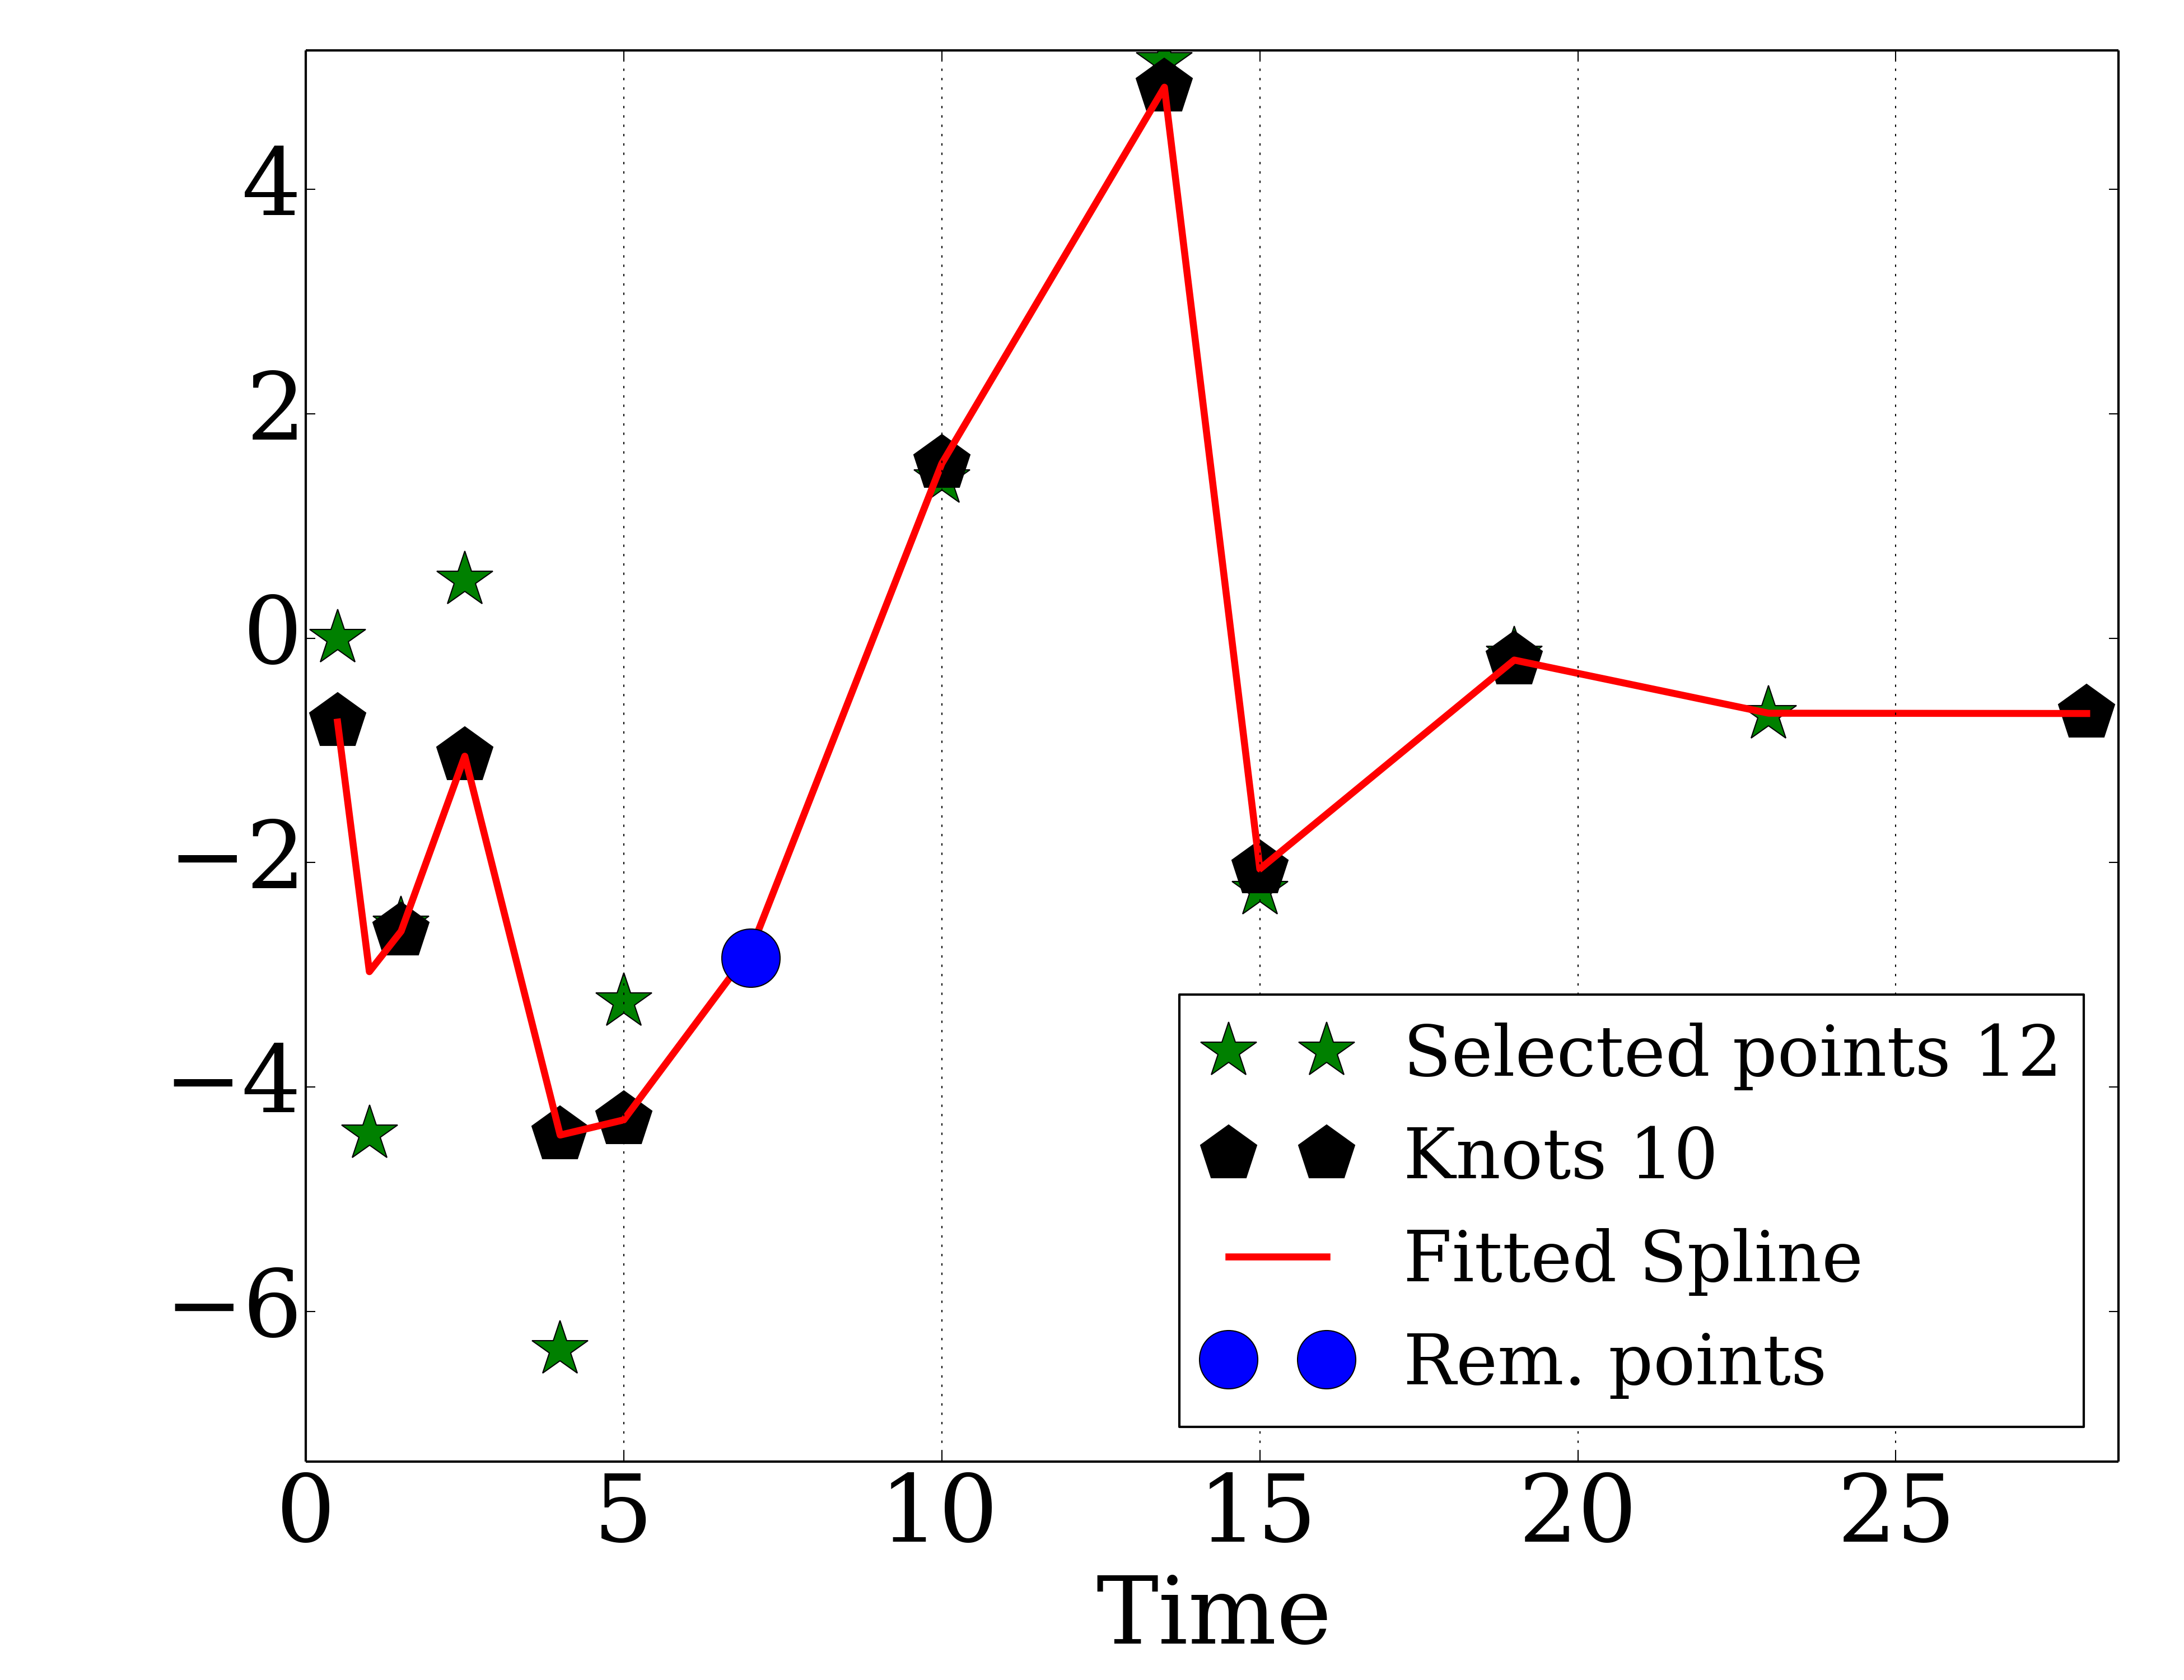 4
2
0
−2
−4
−6
0 5 10 15 20 25
Time
Selected points 12
Knots 10
Fitted Spline
Rem. points